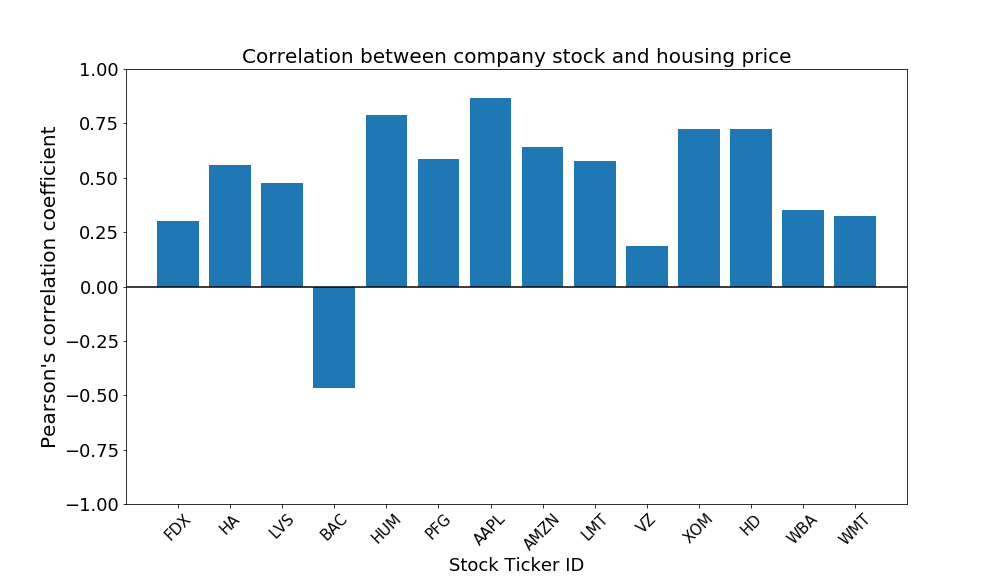 Correlation between company stock and housing price
Pearson's correlation coefficient
1.00
0.75
0.50
0.25
0.00
−0.25
−0.50
−0.75
−1.00
FDX
HA
LVS
BAC
HUM
PFG
AAPL
AMZN
LMT
VZ
XOM
HD
WBA
WMT
Stock Ticker ID